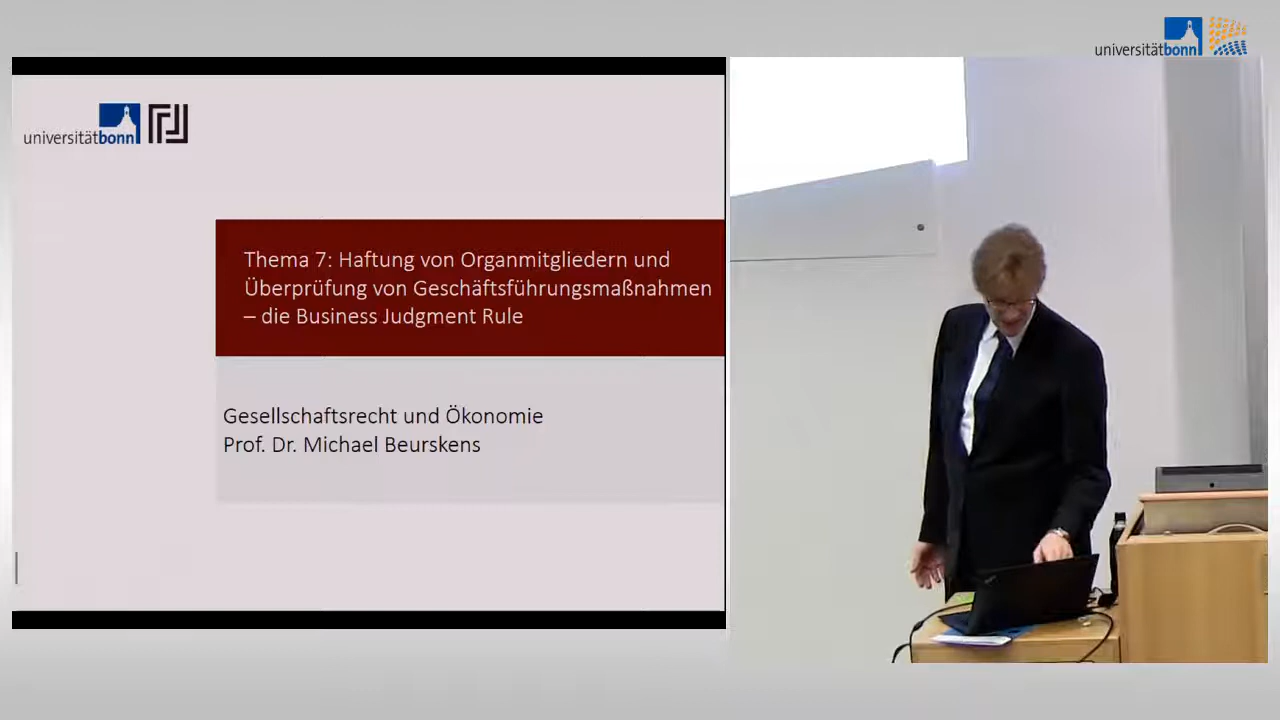 universitätbonn
universitätbonn
Thema 7: Haftung von Organmitgliedern und
Überprüfung von Geschäftsführungsmaßnahmen
– die Business Judgment Rule
Gesellschaftsrecht und Ökonomie
Prof. Dr. Michael Beurskens